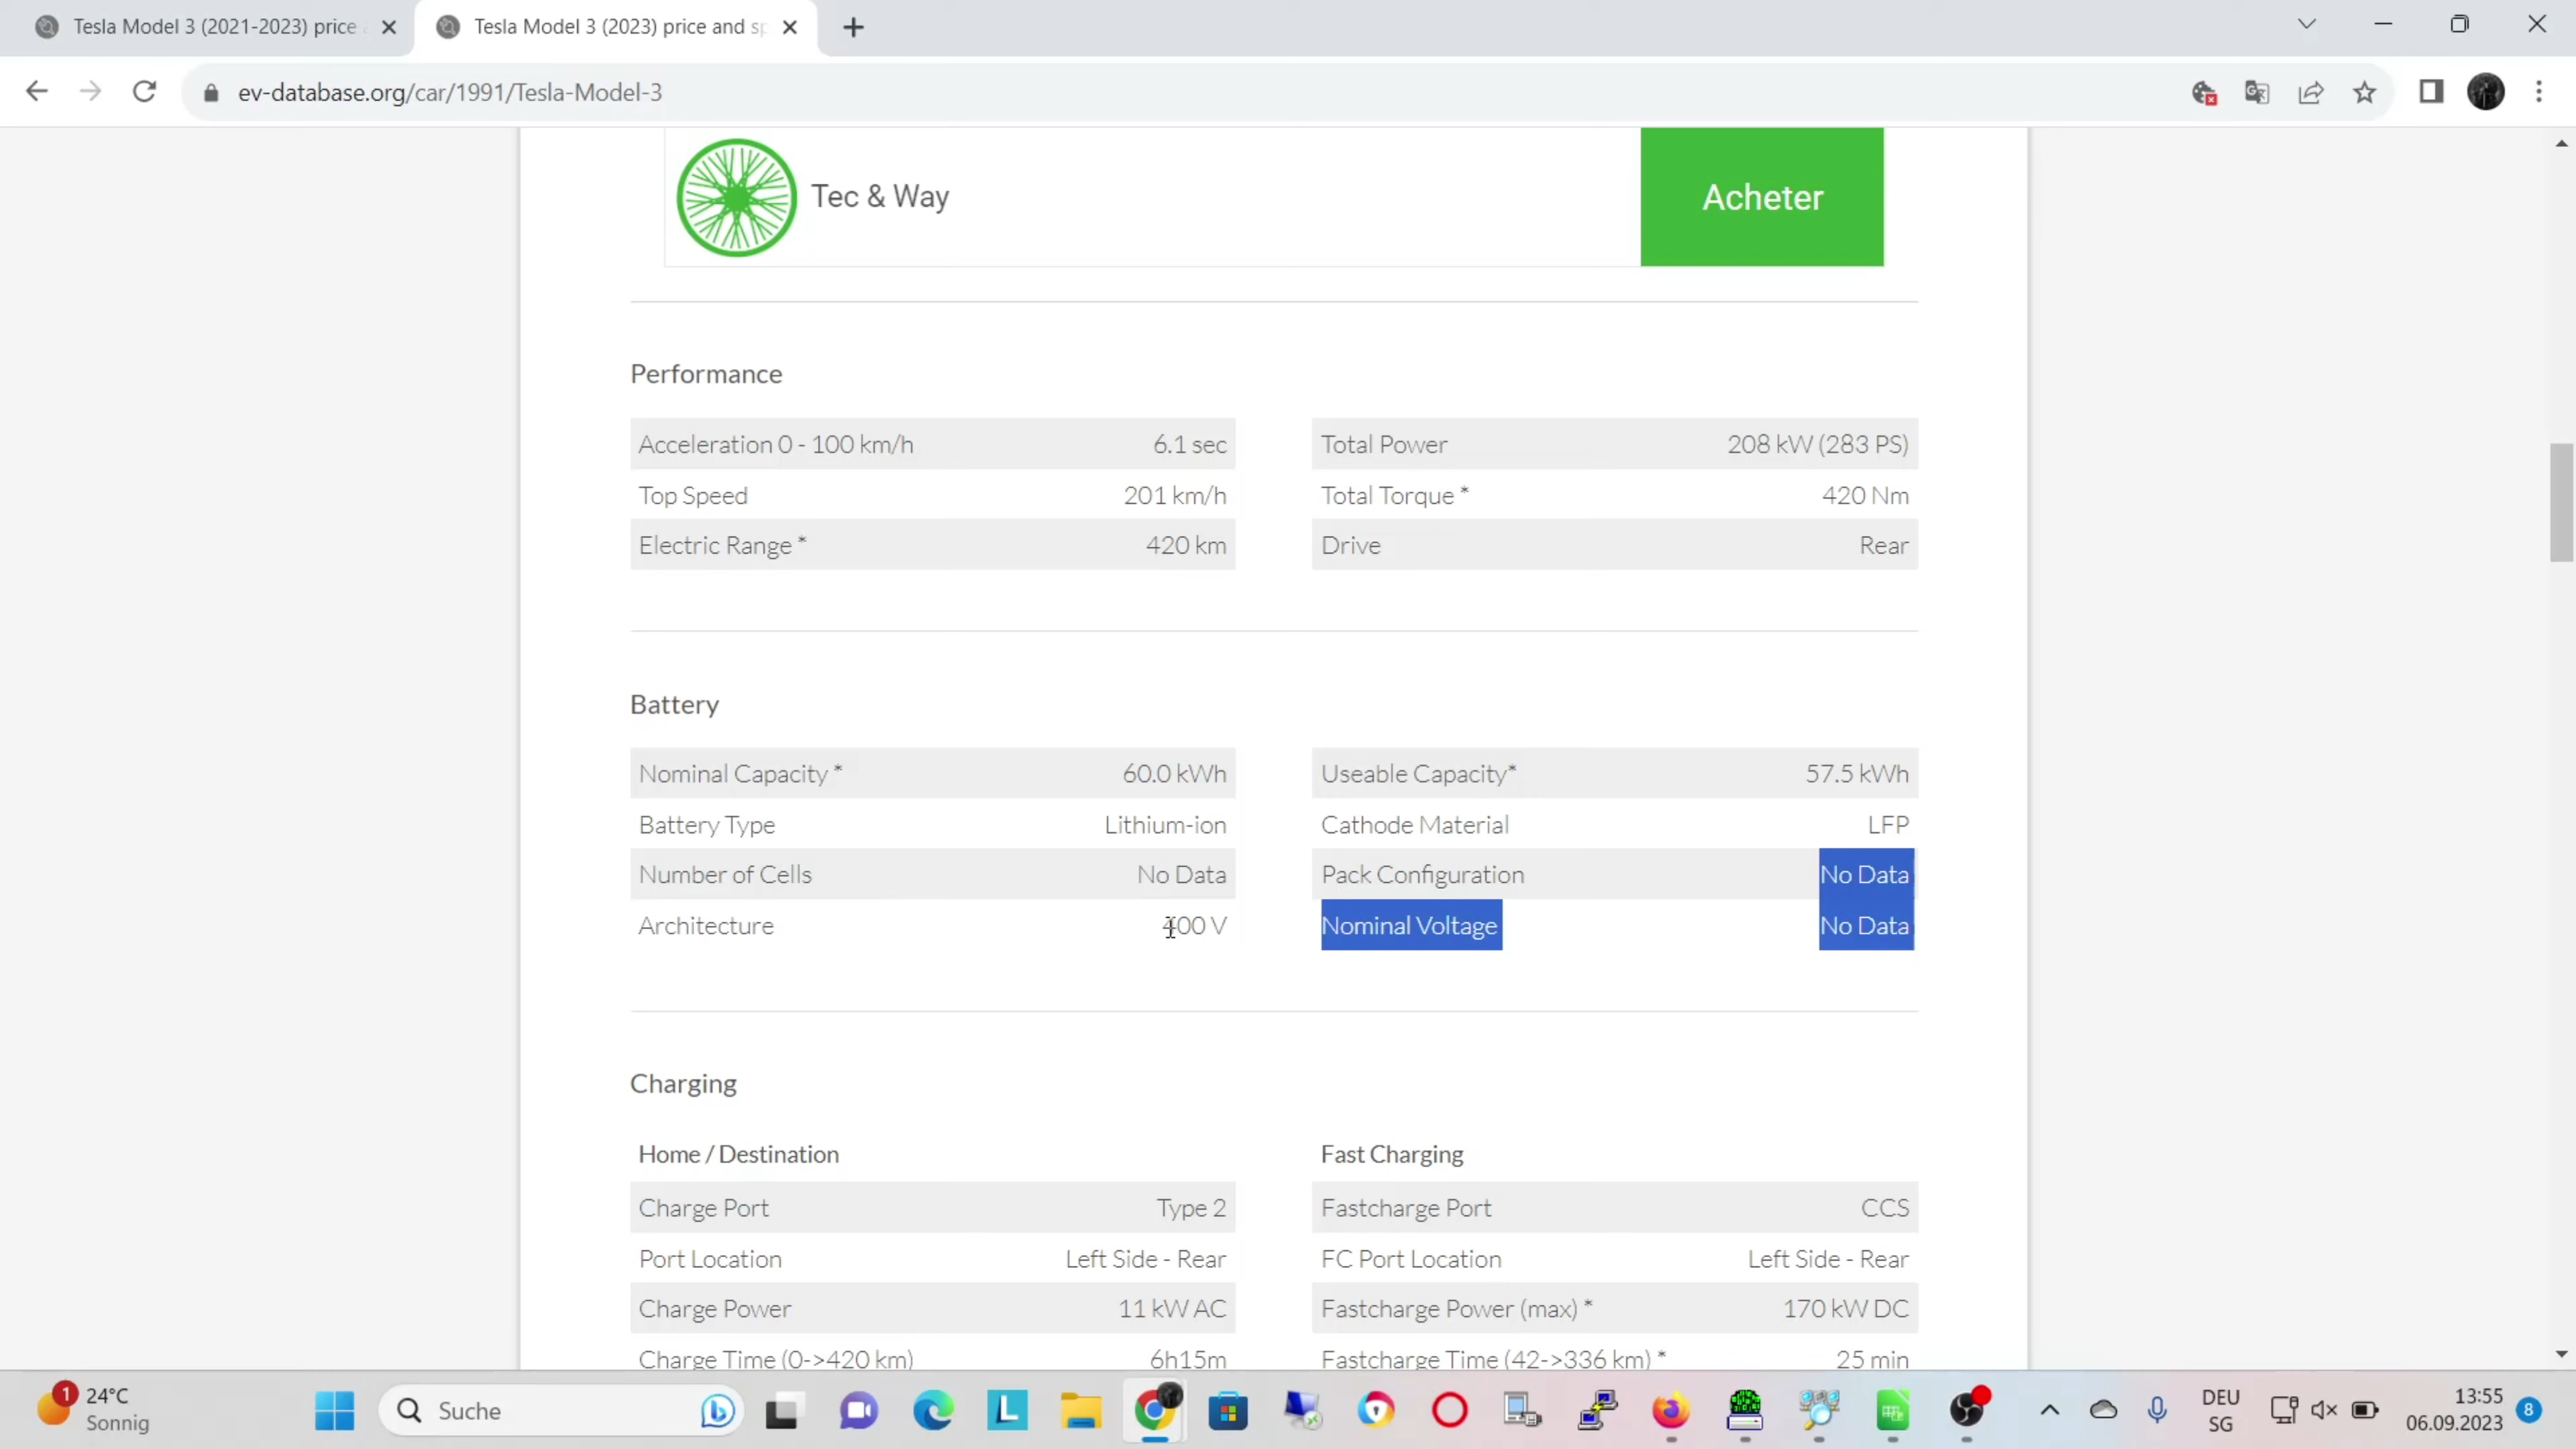 Tesla Model 3 (2021-2023) price
Tesla Model 3 (2023) price and sp
ev-database.org/car/1991/Tesla-Model-3
Tec & Way
Acheter
Performance
Acceleration 0 - 100 km/h 6.1 sec
Total Power 208 kW (283 PS)
Top Speed 201 km/h
Total Torque * 420 Nm
Electric Range * 420 km
Drive Rear
Battery
Nominal Capacity * 60.0 kWh
Useable Capacity* 57.5 kWh
Battery Type Lithium-ion
Cathode Material LFP
Number of Cells No Data
Pack Configuration No Data
Architecture 400 V
Nominal Voltage No Data
Charging
Home / Destination
Fast Charging
Charge Port Type 2
Fastcharge Port CCS
Port Location Left Side - Rear
FC Port Location Left Side - Rear
Charge Power 11 kW AC
Fastcharge Power (max) * 170 kW DC
Charge Time (0->420 km) 6h15m
Fastcharge Time (42->336 km) * 25 min
1
24°C
Sonnig
Suche
L
DEU
SG
13:55
06.09.2023
8